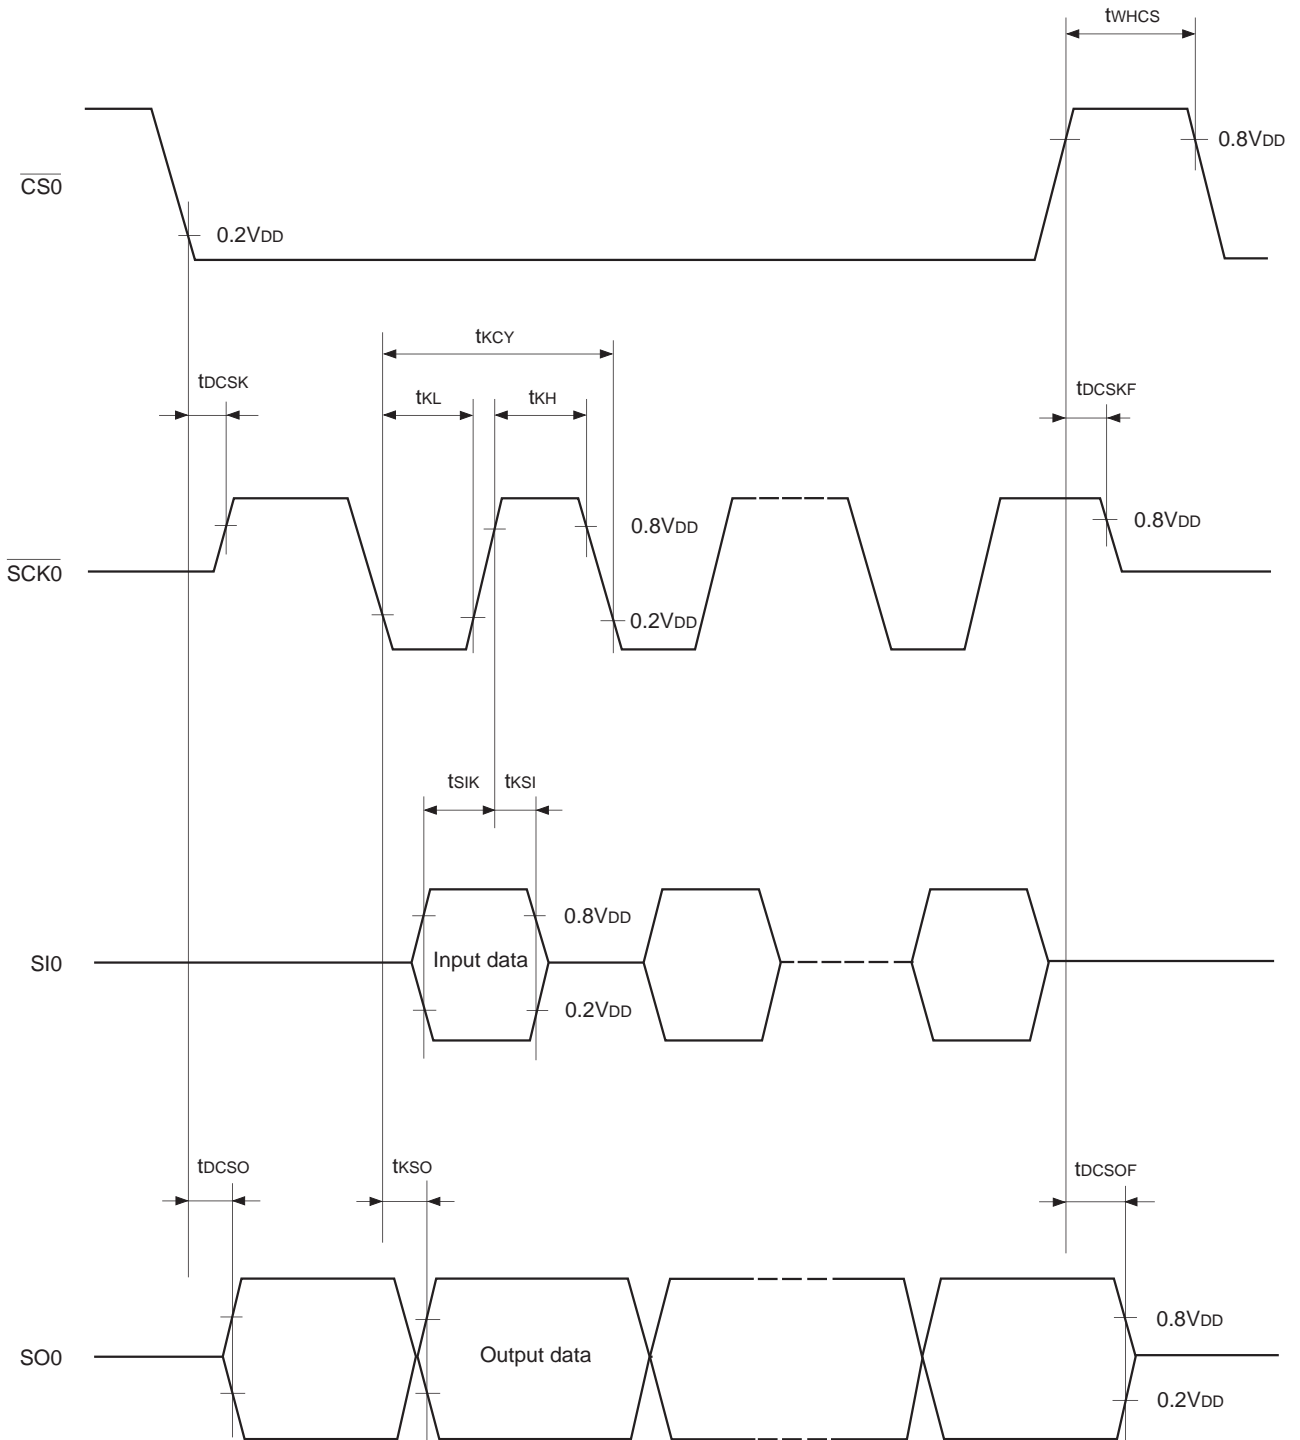 tWHCS
0.8VDD
CS0
0.2VDD
tKCY
tDCSK
tKL
tKH
tDCSKF
0.8VDD
0.8VDD
SCK0
0.2VDD
tSIK
tKSI
0.8VDD
SI0
Input data
0.2VDD
tDCSO
tKSO
tDCSOF
0.8VDD
SO0
Output data
0.2VDD